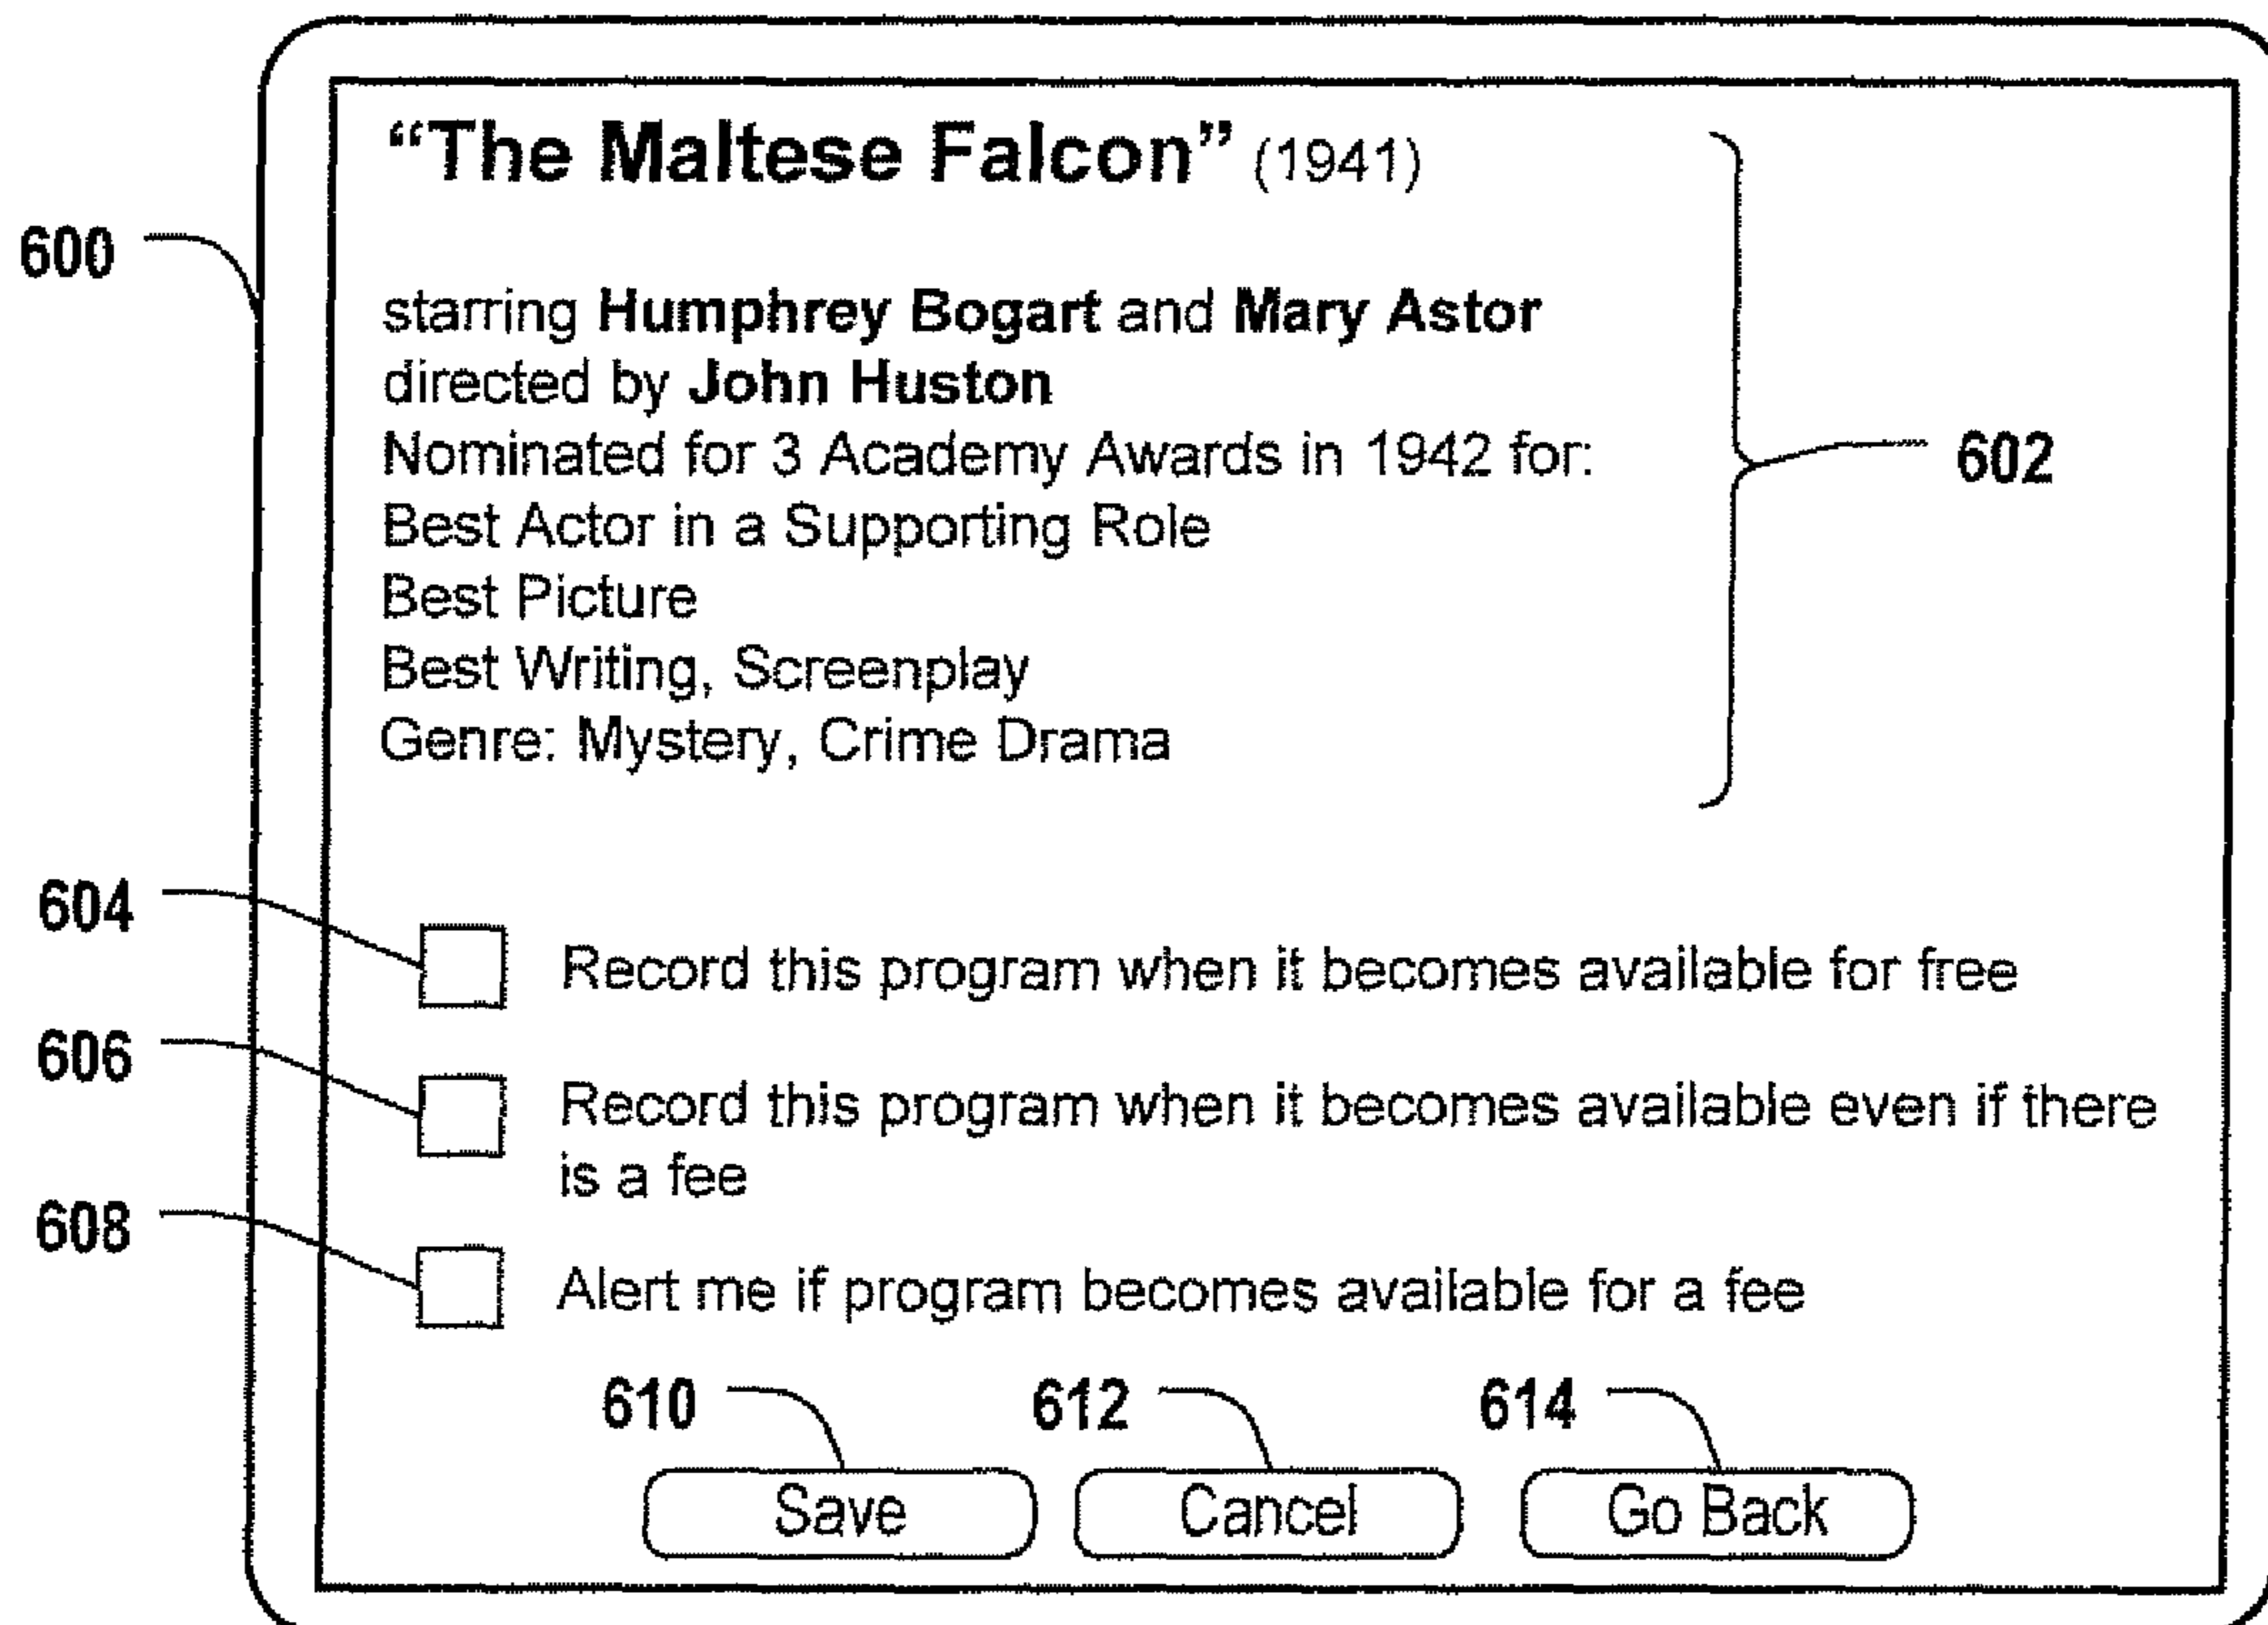 “The Maltese Falcon” (1941)
600
starring Humphrey Bogart and Mary Astor
directed by John Huston
Nominated for 3 Academy Awards in 1942 for:
602
Best Actor in a Supporting Role
Best Picture
Best Writing, Screenplay
Genre: Mystery, Crime Drama
604
Record this program when it becomes available for free
606
Record this program when it becomes available even if there
is a fee
608
Alert me if program becomes available for a fee
610 612 614
Save Cancel Go Back